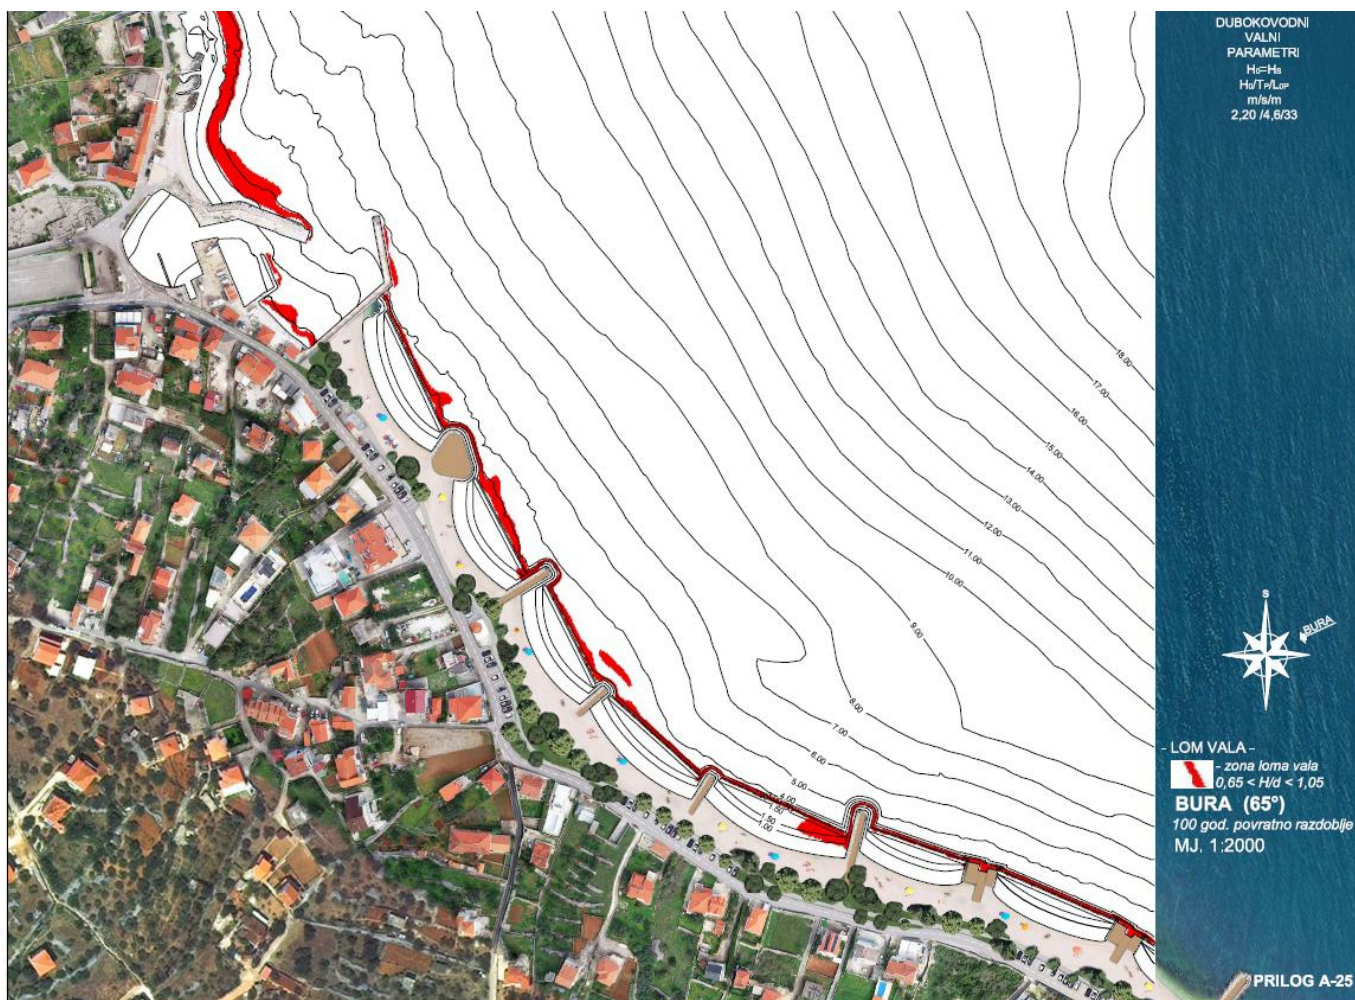 DUBOKOVODNI
VALNI
PARAMETRI
H₀=Hs
H₀/Tₚ/L₀ₚ
m/s/m
2,20 /4,6/33
18.00
17.00
16.00
15.00
14.00
13.00
12.00
11.00
10.00
9.00
8.00
7.00
6.00
5.00
4.00
1.50
1.50
1.00
S
BURA
- LOM VALA -
- zona loma vala
0,65 < H/d < 1,05
BURA (65°)
100 god. povratno razdoblje
MJ. 1:2000
PRILOG A-25